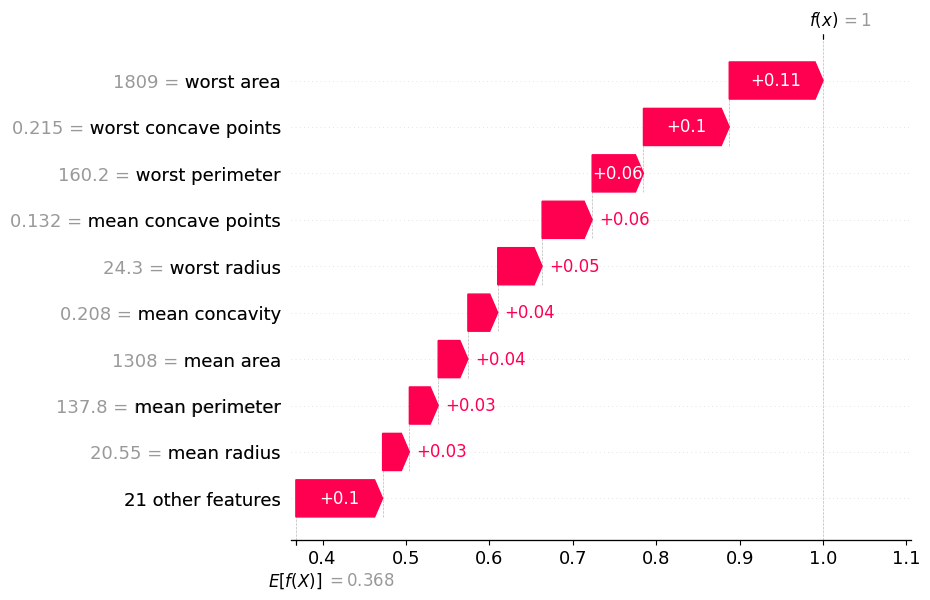 f(x) = 1
1809 = worst area
+0.11
0.215 = worst concave points
+0.1
160.2 = worst perimeter
+0.06
0.132 = mean concave points
+0.06
24.3 = worst radius
+0.05
0.208 = mean concavity
+0.04
1308 = mean area
+0.04
137.8 = mean perimeter
+0.03
20.55 = mean radius
+0.03
21 other features
+0.1
0.4 0.5 0.6 0.7 0.8 0.9 1.0 1.1
E[f(X)] = 0.368